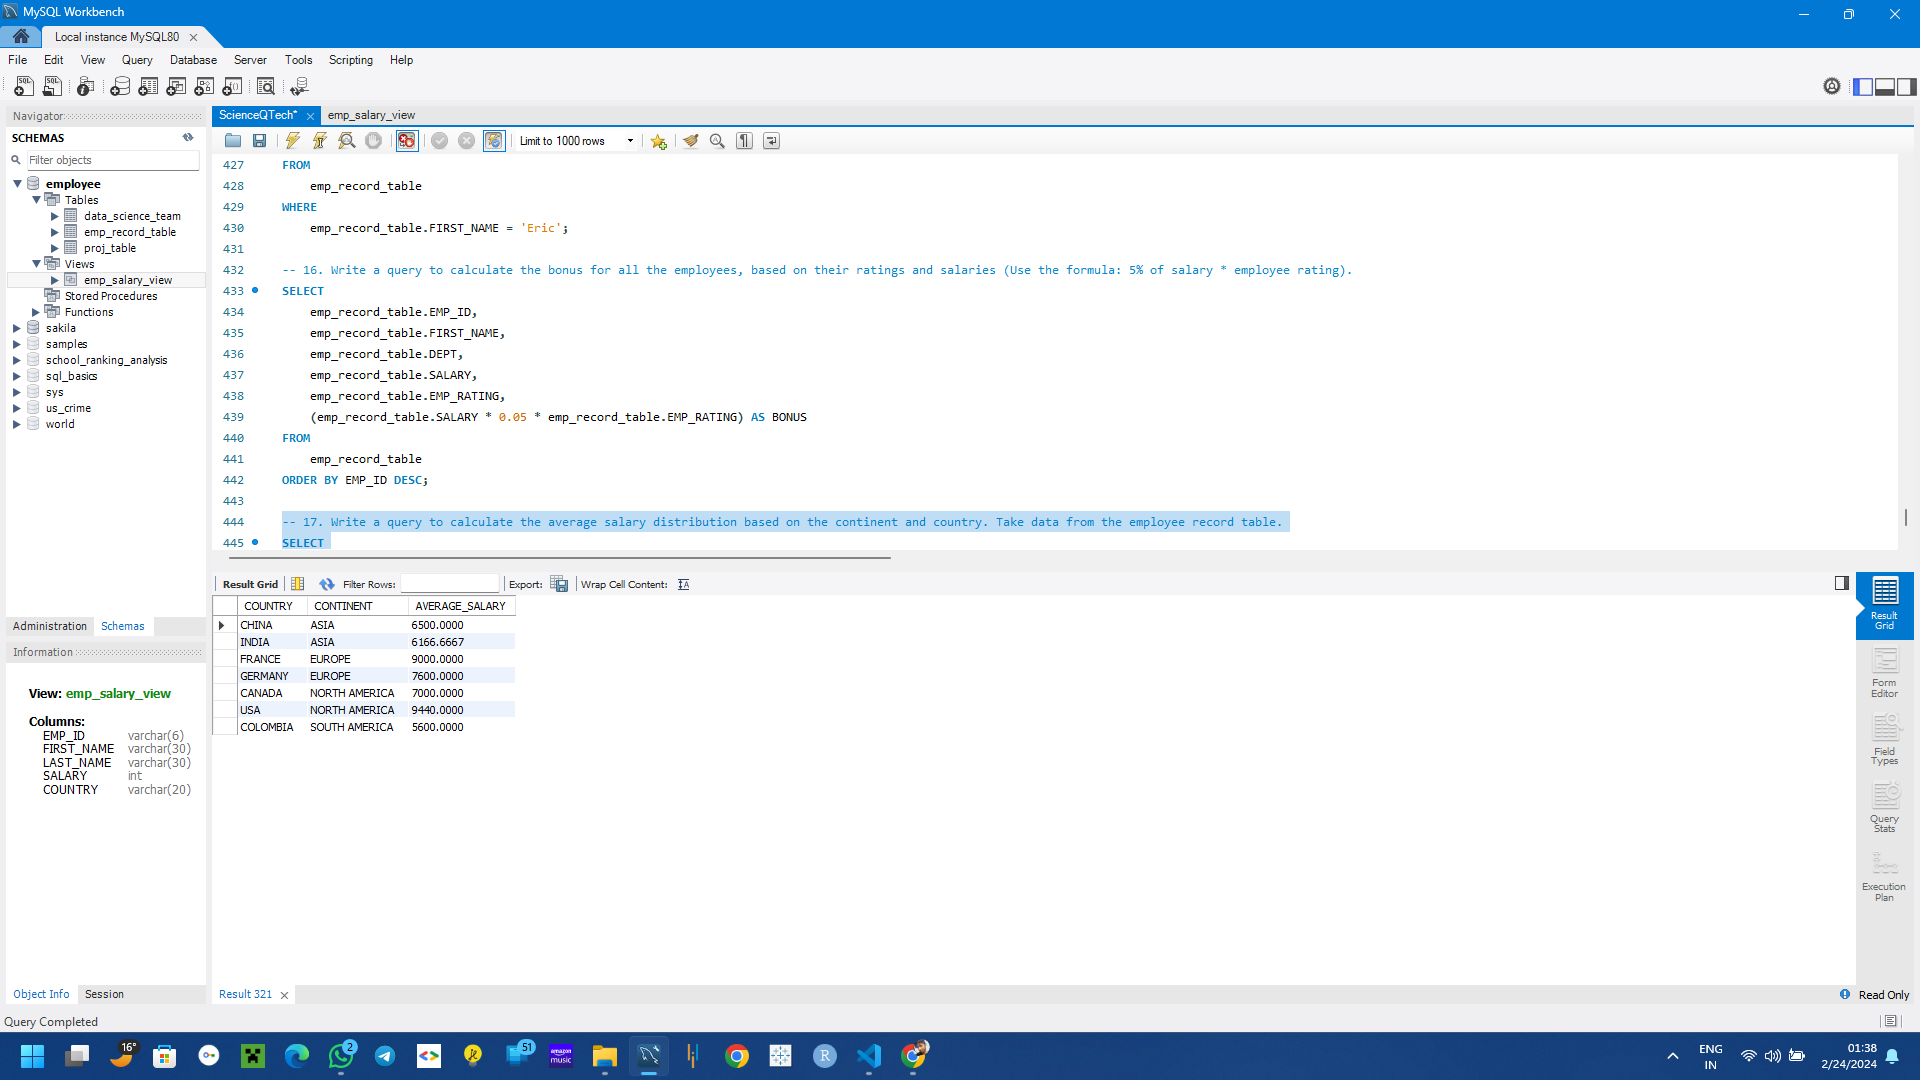 MySQL Workbench
Local instance MySQL80
File Edit View Query Database Server Tools Scripting Help
Navigator
SCHEMAS
Filter objects
employee
Tables
data_science_team
emp_record_table
proj_table
Views
emp_salary_view
Stored Procedures
Functions
sakila
samples
school_ranking_analysis
sql_basics
sys
us_crime
world
Administration Schemas
Information
View: emp_salary_view
Columns:
EMP_ID varchar(6)
FIRST_NAME varchar(30)
LAST_NAME varchar(30)
SALARY int
COUNTRY varchar(20)
Object Info Session
ScienceQTech* emp_salary_view
Limit to 1000 rows
427 FROM
428 emp_record_table
429 WHERE
430 emp_record_table.FIRST_NAME = 'Eric';
431
432 -- 16. Write a query to calculate the bonus for all the employees, based on their ratings and salaries (Use the formula: 5% of salary * employee rating).
433 SELECT
434 emp_record_table.EMP_ID,
435 emp_record_table.FIRST_NAME,
436 emp_record_table.DEPT,
437 emp_record_table.SALARY,
438 emp_record_table.EMP_RATING,
439 (emp_record_table.SALARY * 0.05 * emp_record_table.EMP_RATING) AS BONUS
440 FROM
441 emp_record_table
442 ORDER BY EMP_ID DESC;
443
444 -- 17. Write a query to calculate the average salary distribution based on the continent and country. Take data from the employee record table.
445 SELECT
Result Grid Filter Rows: Export: Wrap Cell Content:
COUNTRY CONTINENT AVERAGE_SALARY
CHINA ASIA 6500.0000
INDIA ASIA 6166.6667
FRANCE EUROPE 9000.0000
GERMANY EUROPE 7600.0000
CANADA NORTH AMERICA 7000.0000
USA NORTH AMERICA 9440.0000
COLOMBIA SOUTH AMERICA 5600.0000
Result
Grid
Form
Editor
Field
Types
Query
Stats
Execution
Plan
Result 321
Read Only
Query Completed
16°
2
51
amazon
music
R
ENG
IN
01:38
2/24/2024